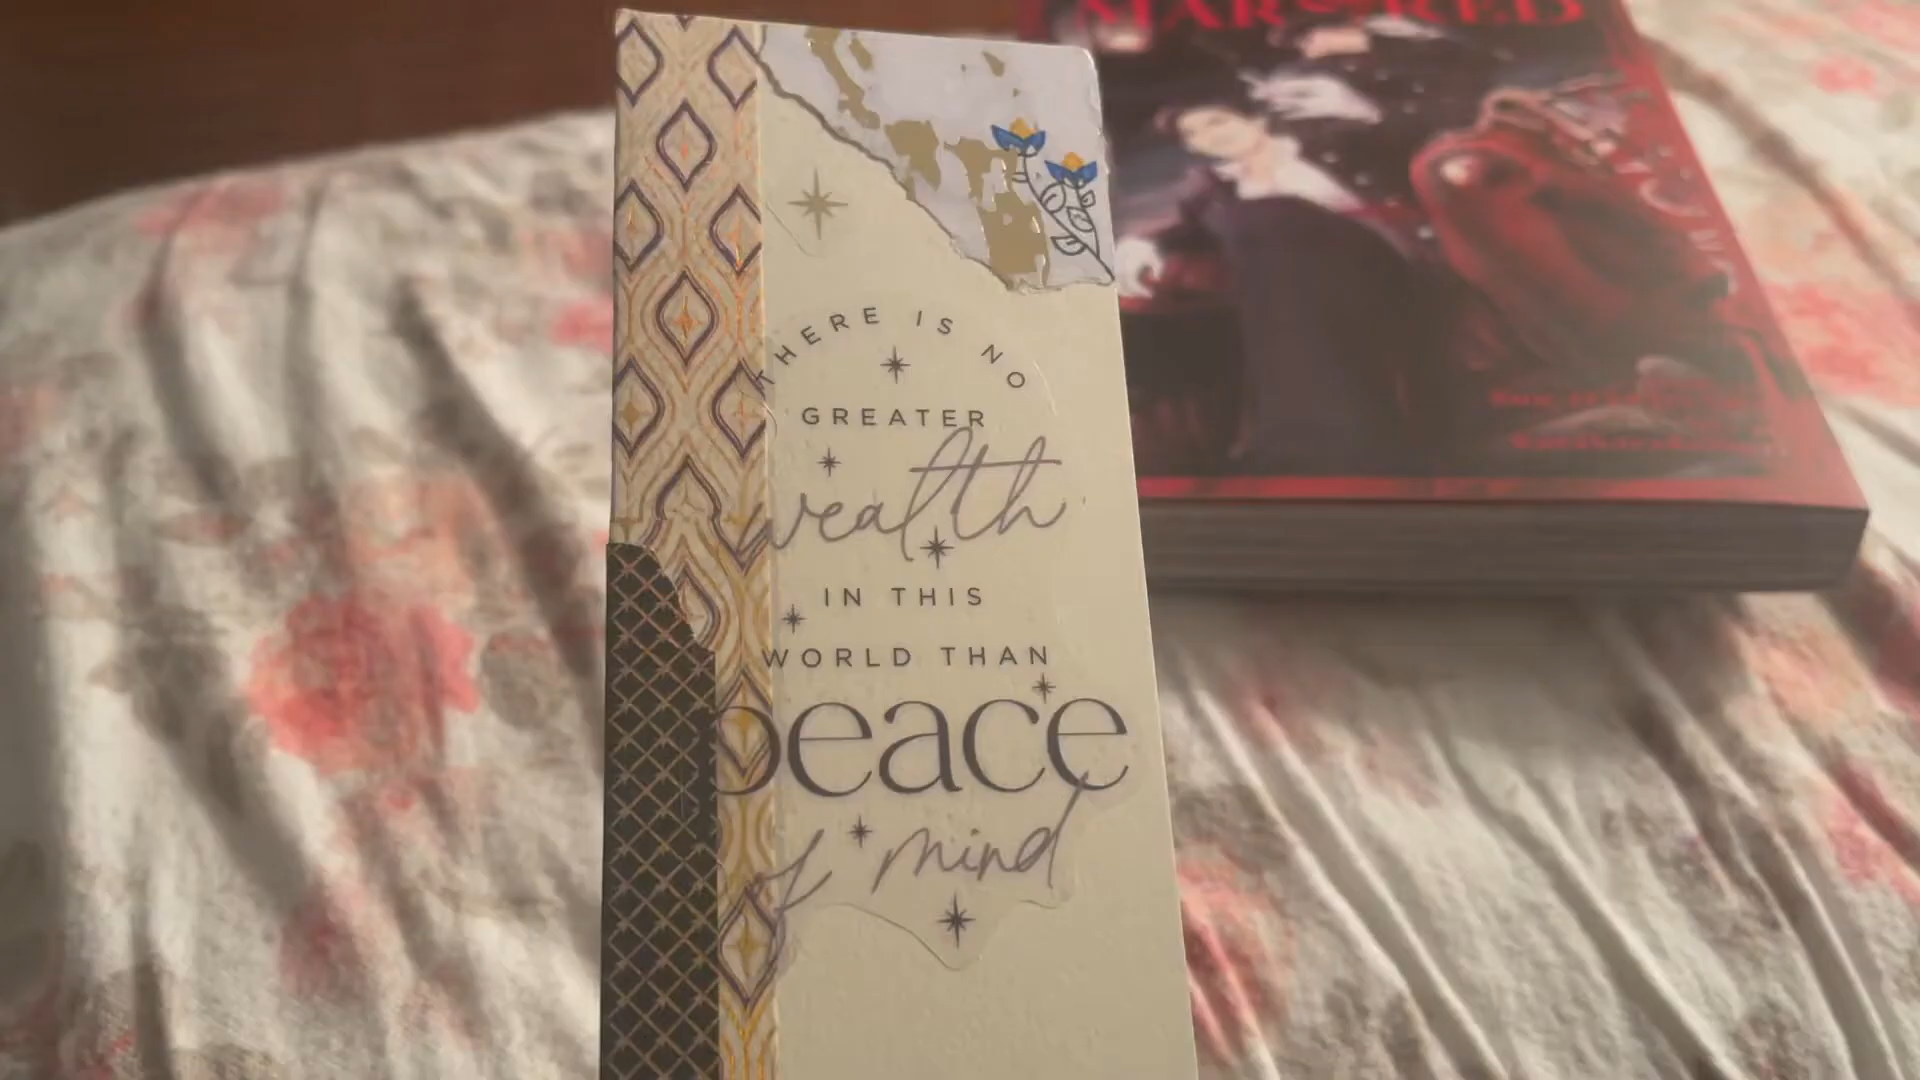 THERE IS NO
GREATER
wealth
IN THIS
WORLD THAN
peace
of mind